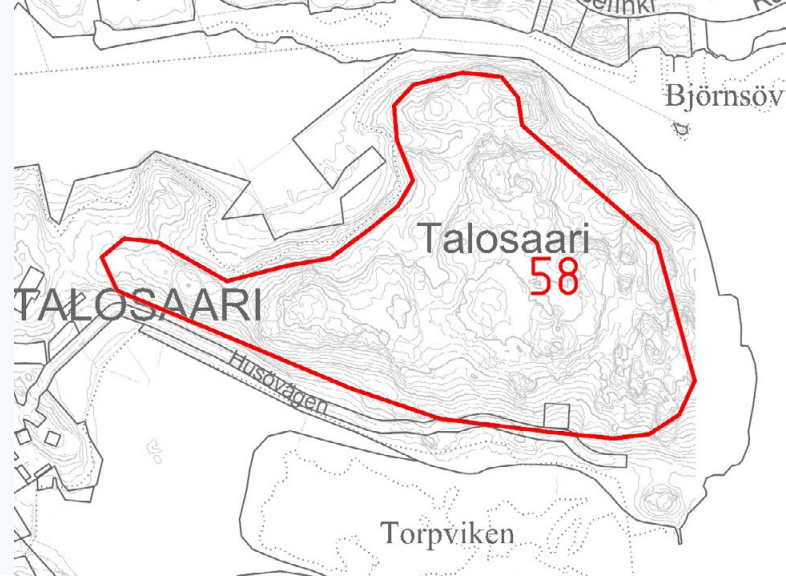 Björnsöv
Talosaari
58
TALOSAARI
Husövägen
Torpviken